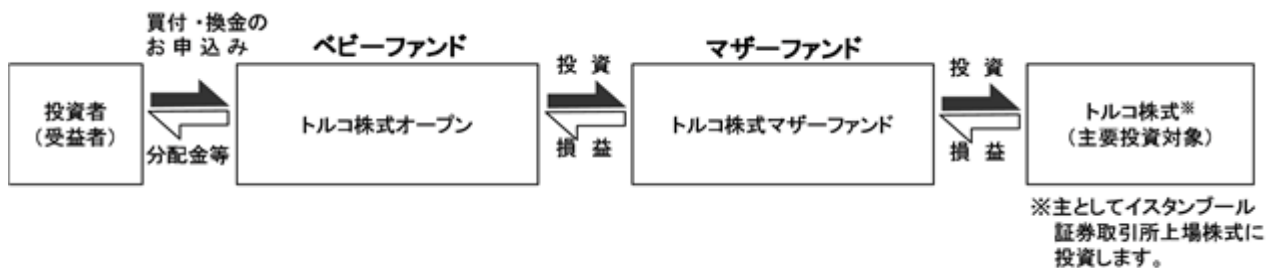 買付・換金の
お申込み
ベビーファンド
マザーファンド
投資者
（受益者）
分配金等
トルコ株式オープン
投資
損益
トルコ株式マザーファンド
投資
損益
トルコ株式※
（主要投資対象）
※主としてイスタンブール
証券取引所上場株式に
投資します。